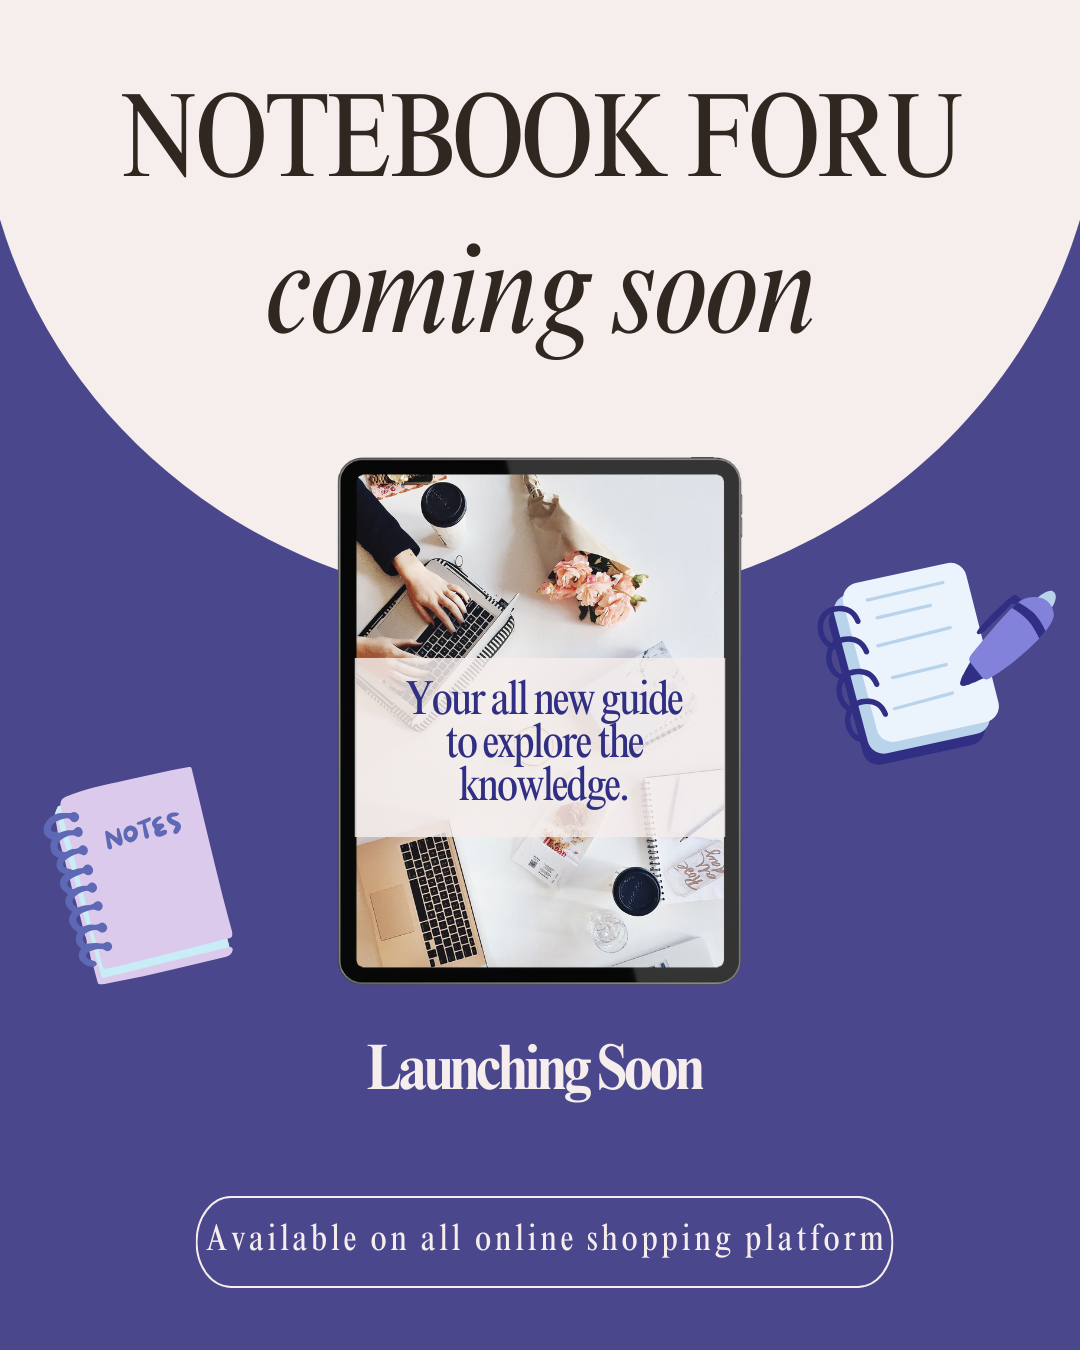 NOTEBOOK FORU
coming soon
Your all new guide
to explore the
knowledge.
NOTES
Launching Soon
Available on all online shopping platform